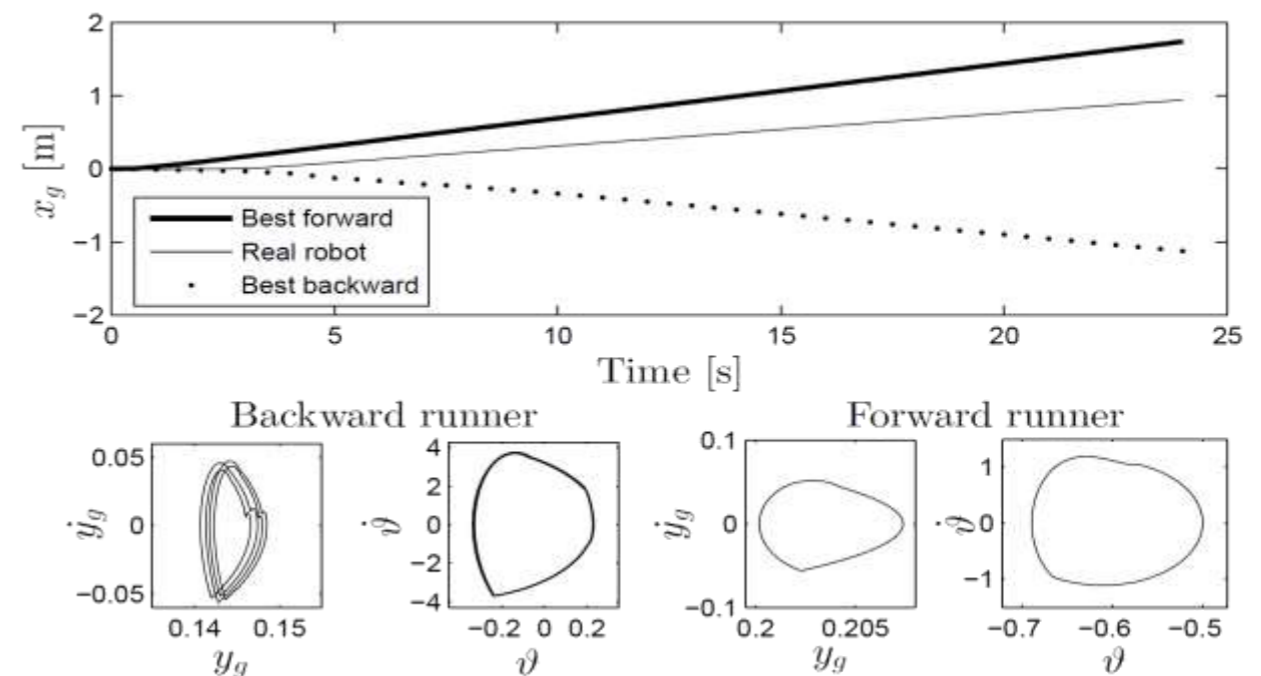 2
1
0
−1
−2
x_g [m]
Best forward
Real robot
Best backward
0 5 10 15 20 25
Time [s]
Backward runner
Forward runner
0.05
0
−0.05
ẏ_g
0.14 0.15
y_g
4
2
0
−2
−4
ϑ̇
−0.2 0 0.2
ϑ
0.1
0
−0.1
ẏ_g
0.2 0.205
y_g
1
0
−1
ϑ̇
−0.7 −0.6 −0.5
ϑ